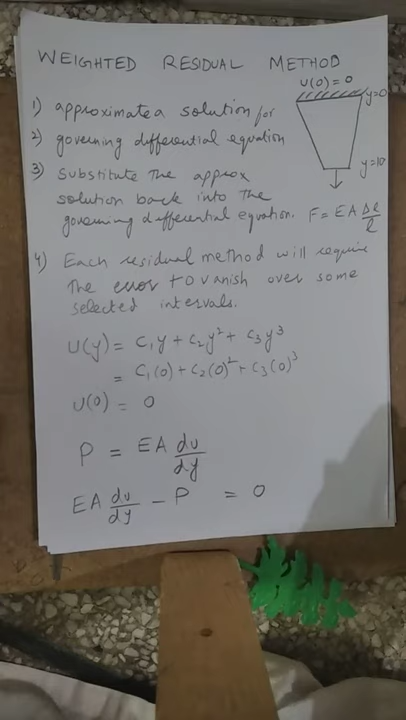 WEIGHTED RESIDUAL METHOD
U(0) = 0
y=0
1) approximate a solution for
2) governing differential equation
y=10
3) Substitute the approx
solution back into the
governing differential equation.
F = EA Δl/l
4) Each residual method will require
the error to vanish over some
selected intervals.
U(y) = C₁y + C₂y² + C₃y³
= C₁(0) + C₂(0)² + C₃(0)³
U(0) = 0
P = EA du/dy
EA du/dy - P = 0